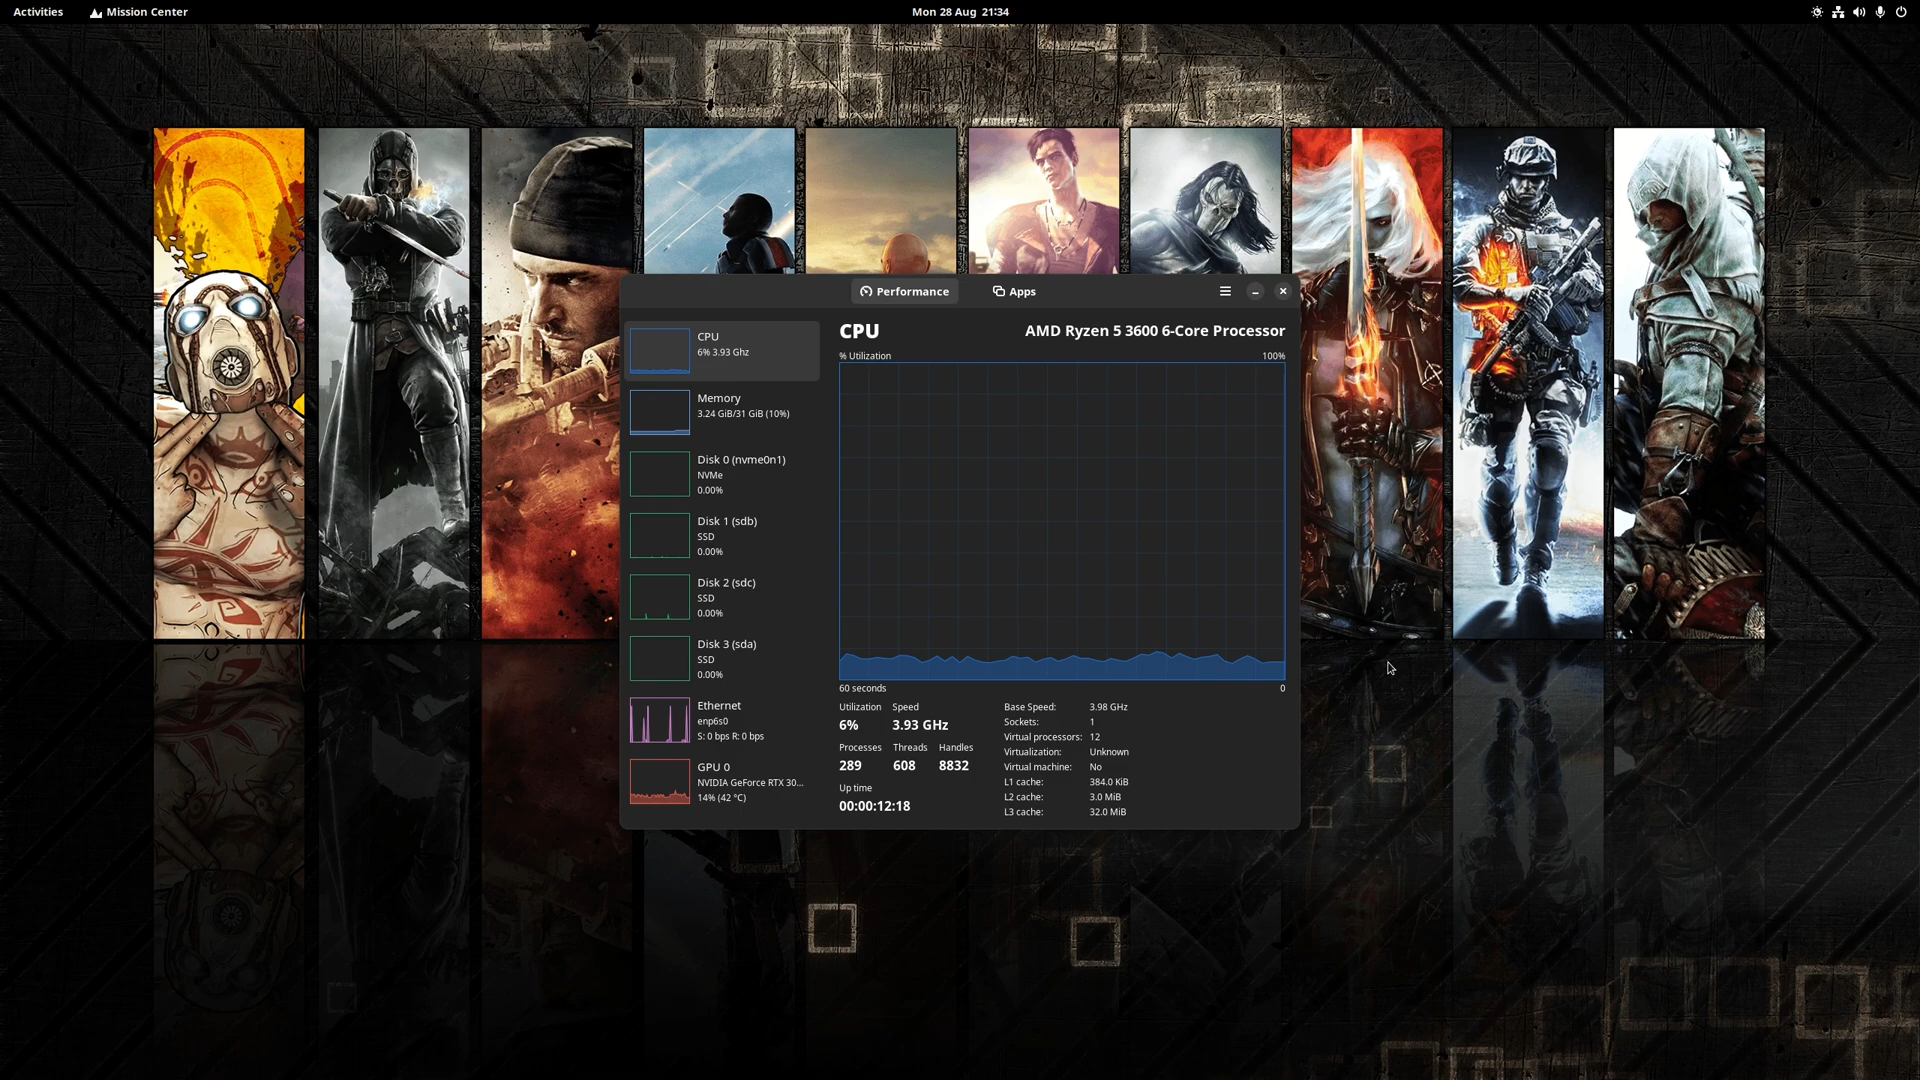 Activities
Mission Center
Mon 28 Aug 21:34
Performance
Apps
CPU
6% 3.93 Ghz
Memory
3.24 GiB/31 GiB (10%)
Disk 0 (nvme0n1)
NVMe
0.00%
Disk 1 (sdb)
SSD
0.00%
Disk 2 (sdc)
SSD
0.00%
Disk 3 (sda)
SSD
0.00%
Ethernet
enp6s0
S: 0 bps R: 0 bps
GPU 0
NVIDIA GeForce RTX 30...
14% (42 °C)
CPU
AMD Ryzen 5 3600 6-Core Processor
% Utilization
100%
60 seconds
0
Utilization Speed
6% 3.93 GHz
Processes Threads Handles
289 608 8832
Up time
00:00:12:18
Base Speed: 3.98 GHz
Sockets: 1
Virtual processors: 12
Virtualization: Unknown
Virtual machine: No
L1 cache: 384.0 KiB
L2 cache: 3.0 MiB
L3 cache: 32.0 MiB